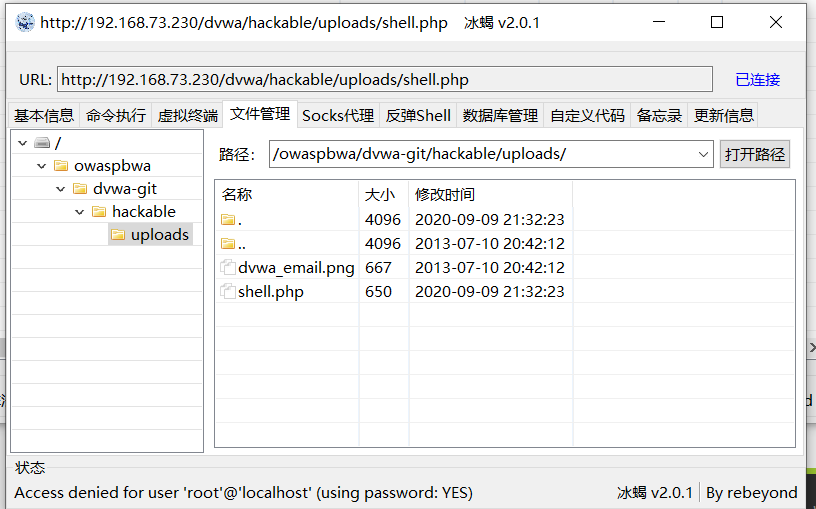 http://192.168.73.230/dvwa/hackable/uploads/shell.php 冰蝎 v2.0.1
URL: http://192.168.73.230/dvwa/hackable/uploads/shell.php 已连接
基本信息 命令执行 虚拟终端 文件管理 Socks代理 反弹Shell 数据库管理 自定义代码 备忘录 更新信息
/
owaspbwa
dvwa-git
hackable
uploads
路径: /owaspbwa/dvwa-git/hackable/uploads/ 打开路径
名称 大小 修改时间
. 4096 2020-09-09 21:32:23
.. 4096 2013-07-10 20:42:12
dvwa_email.png 667 2013-07-10 20:42:12
shell.php 650 2020-09-09 21:32:23
状态
Access denied for user 'root'@'localhost' (using password: YES) 冰蝎 v2.0.1 By rebeyond